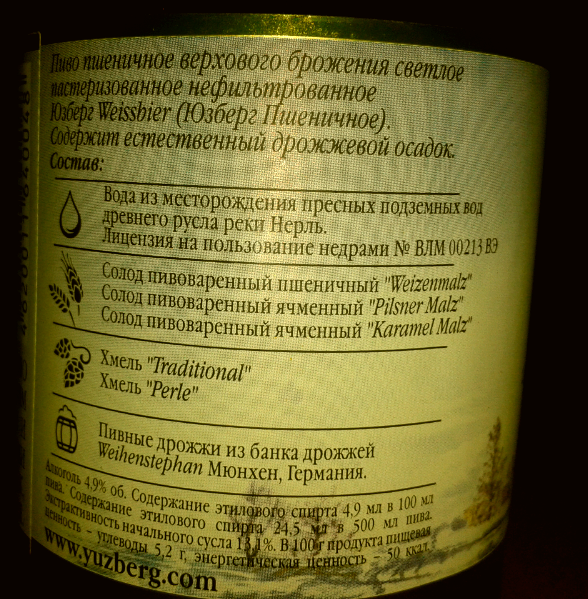 Пиво пшеничное верхового брожения светлое
пастеризованное нефильтрованное
Юзберг Weissbier (Юзберг Пшеничное).
Содержит естественный дрожжевой осадок.
Состав:
Вода из месторождения пресных подземных вод
древнего русла реки Нерль.
Лицензия на пользование недрами № ВЛМ 00213 ВЭ
Солод пивоваренный пшеничный "Weizenmalz"
Солод пивоваренный ячменный "Pilsner Malz"
Солод пивоваренный ячменный "Karamel Malz"
Хмель "Traditional"
Хмель "Perle"
Пивные дрожжи из банка дрожжей
Weihenstephan Мюнхен, Германия.
Алкоголь 4,9% об. Содержание этилового спирта 4,9 мл в 100 мл
пива. Содержание этилового спирта 24,5 мл в 500 мл пива.
Экстрактивность начального сусла 13,1%. В 100 г продукта пищевая
ценность – углеводы 5,2 г, энергетическая ценность – 50 ккал.
www.yuzberg.com